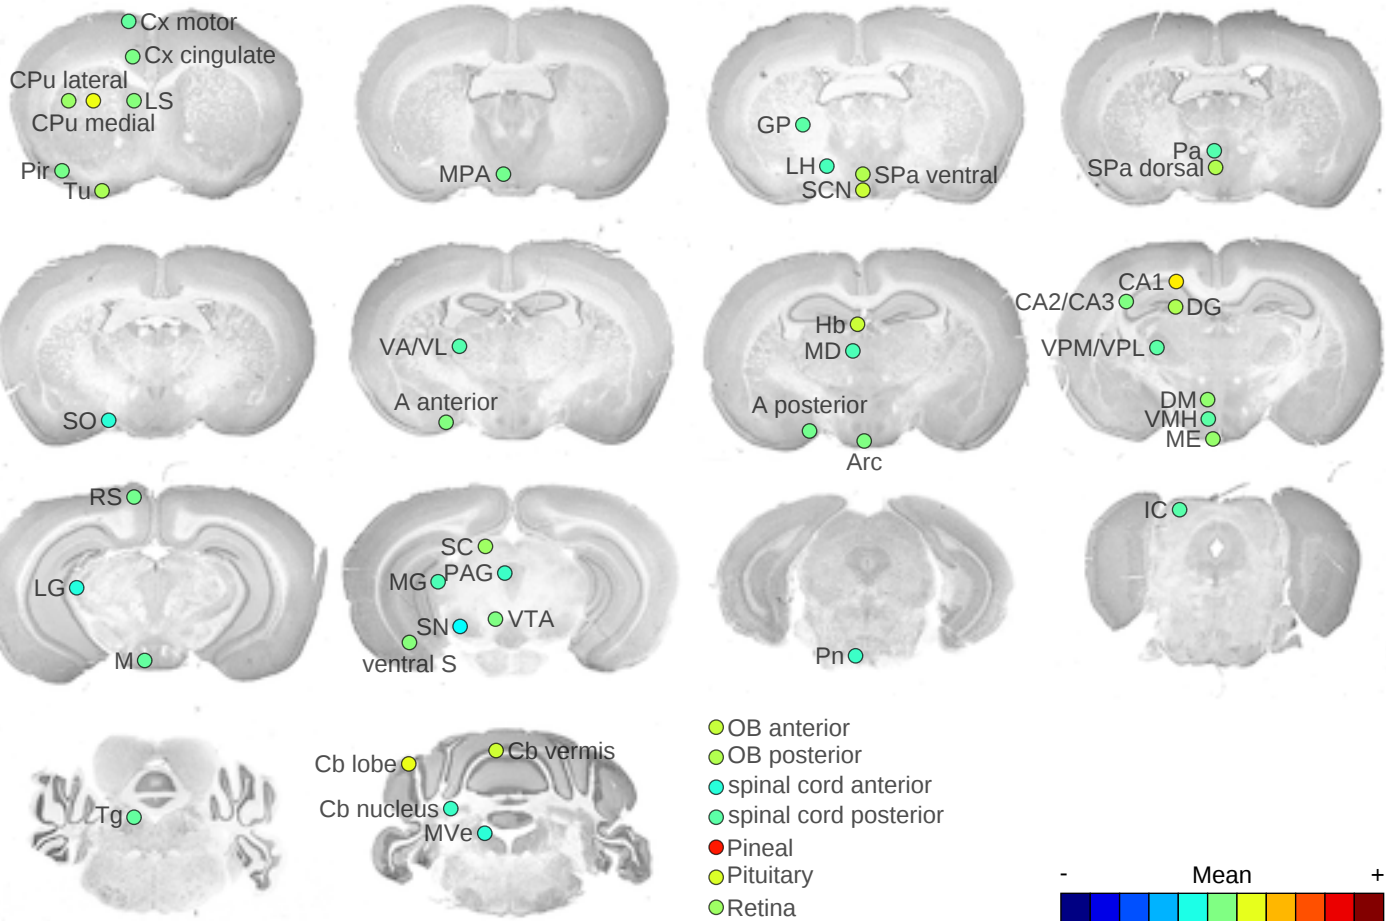 Cx motor
Cx cingulate
CPu lateral
LS
CPu medial
Pir
Tu
MPA
GP
LH
SPa ventral
SCN
Pa
SPa dorsal
SO
VA/VL
A anterior
Hb
MD
A posterior
Arc
CA1
CA2/CA3
DG
VPM/VPL
DM
VMH
ME
RS
LG
M
SC
MG
PAG
SN
VTA
ventral S
Pn
IC
Tg
Cb lobe
Cb vermis
Cb nucleus
MVe
OB anterior
OB posterior
spinal cord anterior
spinal cord posterior
Pineal
Pituitary
Retina
- Mean +